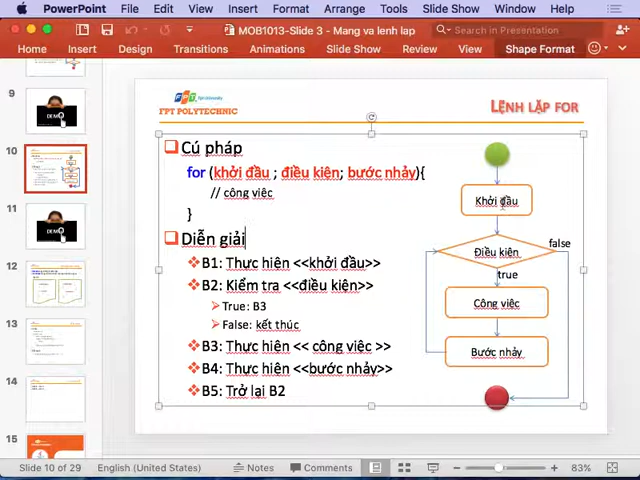 PowerPoint File Edit View Insert Format Arrange Tools Slide Show Window Help
MOB1013-Slide 3 - Mang va lenh lap
Search in Presentation
Home Insert Design Transitions Animations Slide Show Review View Shape Format
9
10
11
12
13
14
15
FPT Polytechnic
FPT POLYTECHNIC
LỆNH LẶP FOR
Cú pháp
for (khởi đầu ; điều kiện; bước nhảy){
// công việc
}
Diễn giải
B1: Thực hiện <<khởi đầu>>
B2: Kiểm tra <<điều kiện>>
True: B3
False: kết thúc
B3: Thực hiện << công việc >>
B4: Thực hiện <<bước nhảy>>
B5: Trở lại B2
Khởi đầu
Điều kiện
false
true
Công việc
Bước nhảy
Slide 10 of 29 English (United States) Notes Comments 83%